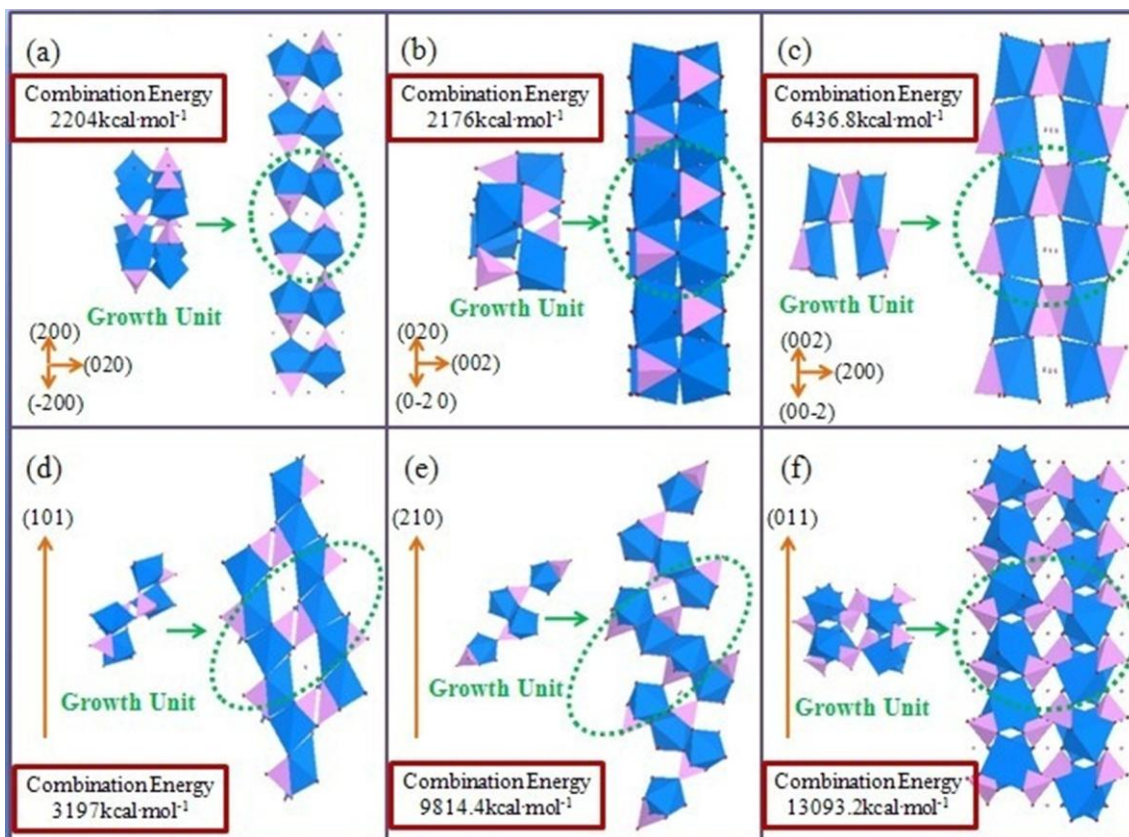 (a)
Combination Energy
2204kcal·mol⁻¹
Growth Unit
(200)
(020)
(-200)
(b)
Combination Energy
2176kcal·mol⁻¹
Growth Unit
(020)
(002)
(0-2 0)
(c)
Combination Energy
6436.8kcal·mol⁻¹
Growth Unit
(002)
(200)
(00-2)
(d)
(101)
Growth Unit
Combination Energy
3197kcal·mol⁻¹
(e)
(210)
Growth Unit
Combination Energy
9814.4kcal·mol⁻¹
(f)
(011)
Growth Unit
Combination Energy
13093.2kcal·mol⁻¹